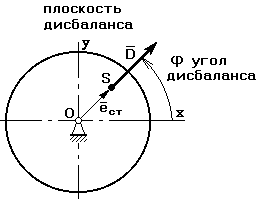 плоскость
дисбаланса
y
D̅
φ угол
дисбаланса
S
O
e̅ст
x